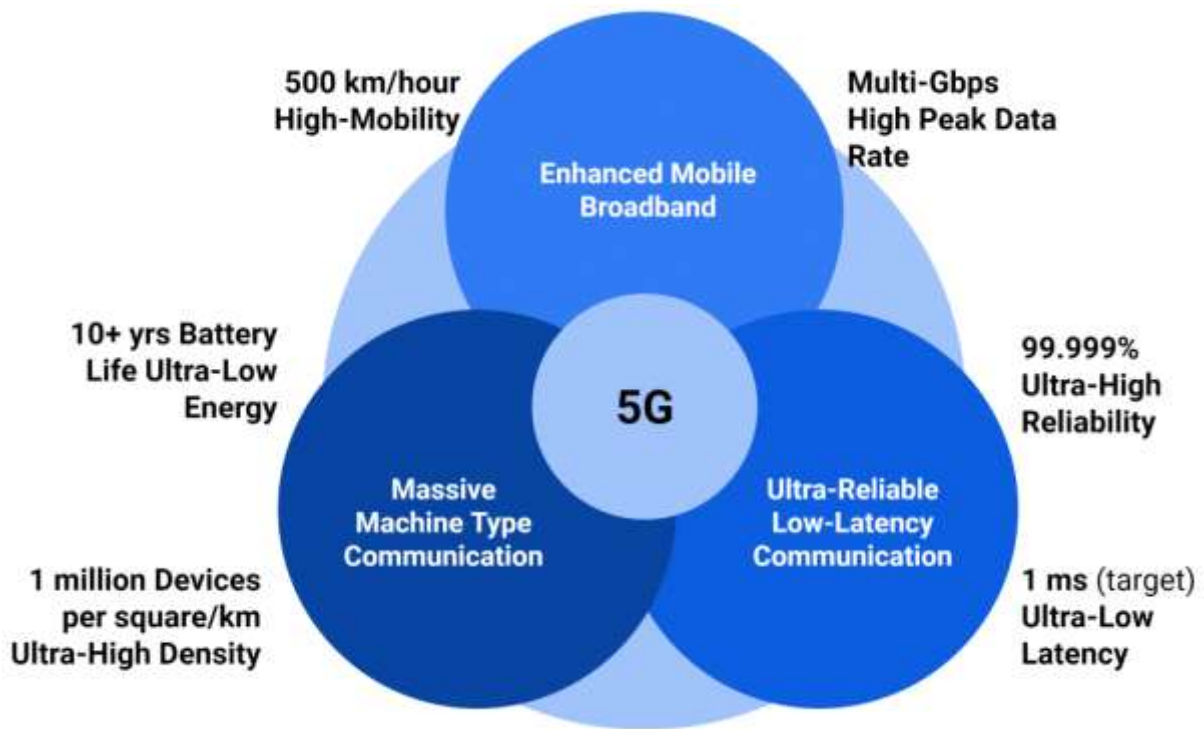 500 km/hour
High-Mobility
Multi-Gbps
High Peak Data
Rate
Enhanced Mobile
Broadband
10+ yrs Battery
Life Ultra-Low
Energy
5G
99.999%
Ultra-High
Reliability
Massive
Machine Type
Communication
Ultra-Reliable
Low-Latency
Communication
1 million Devices
per square/km
Ultra-High Density
1 ms (target)
Ultra-Low
Latency